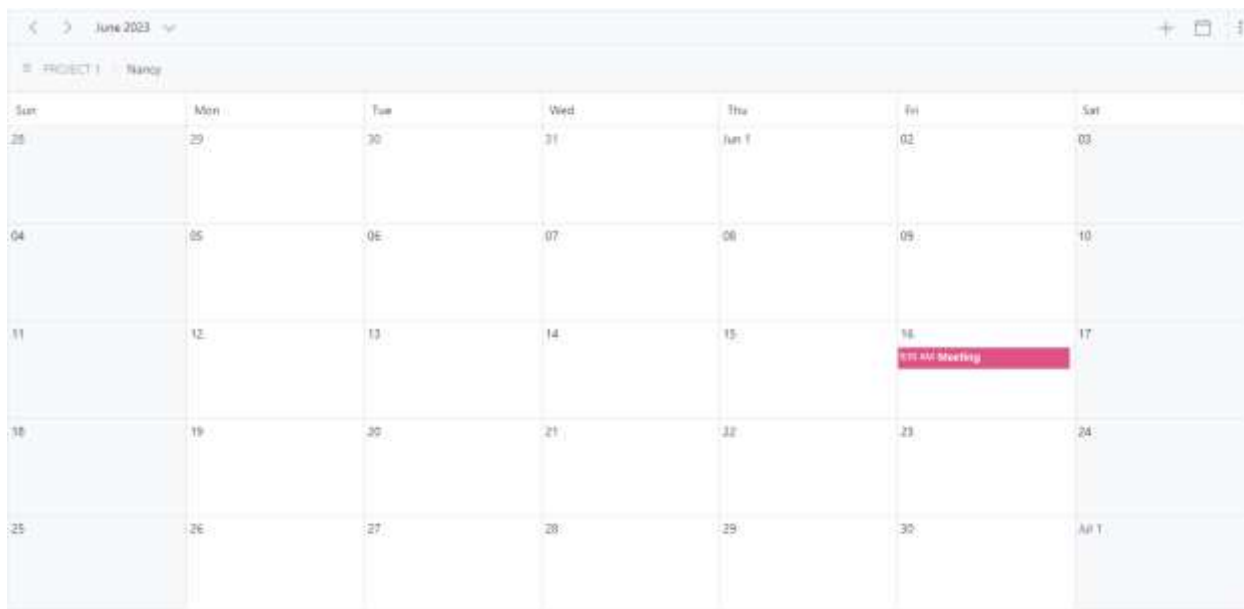 June 2023
PROJECT 1 Nancy
Sun Mon Tue Wed Thu Fri Sat
28 29 30 31 Jun 1 02 03
04 05 06 07 08 09 10
11 12 13 14 15 16 17
AM Meeting
18 19 20 21 22 23 24
25 26 27 28 29 30 Jul 1